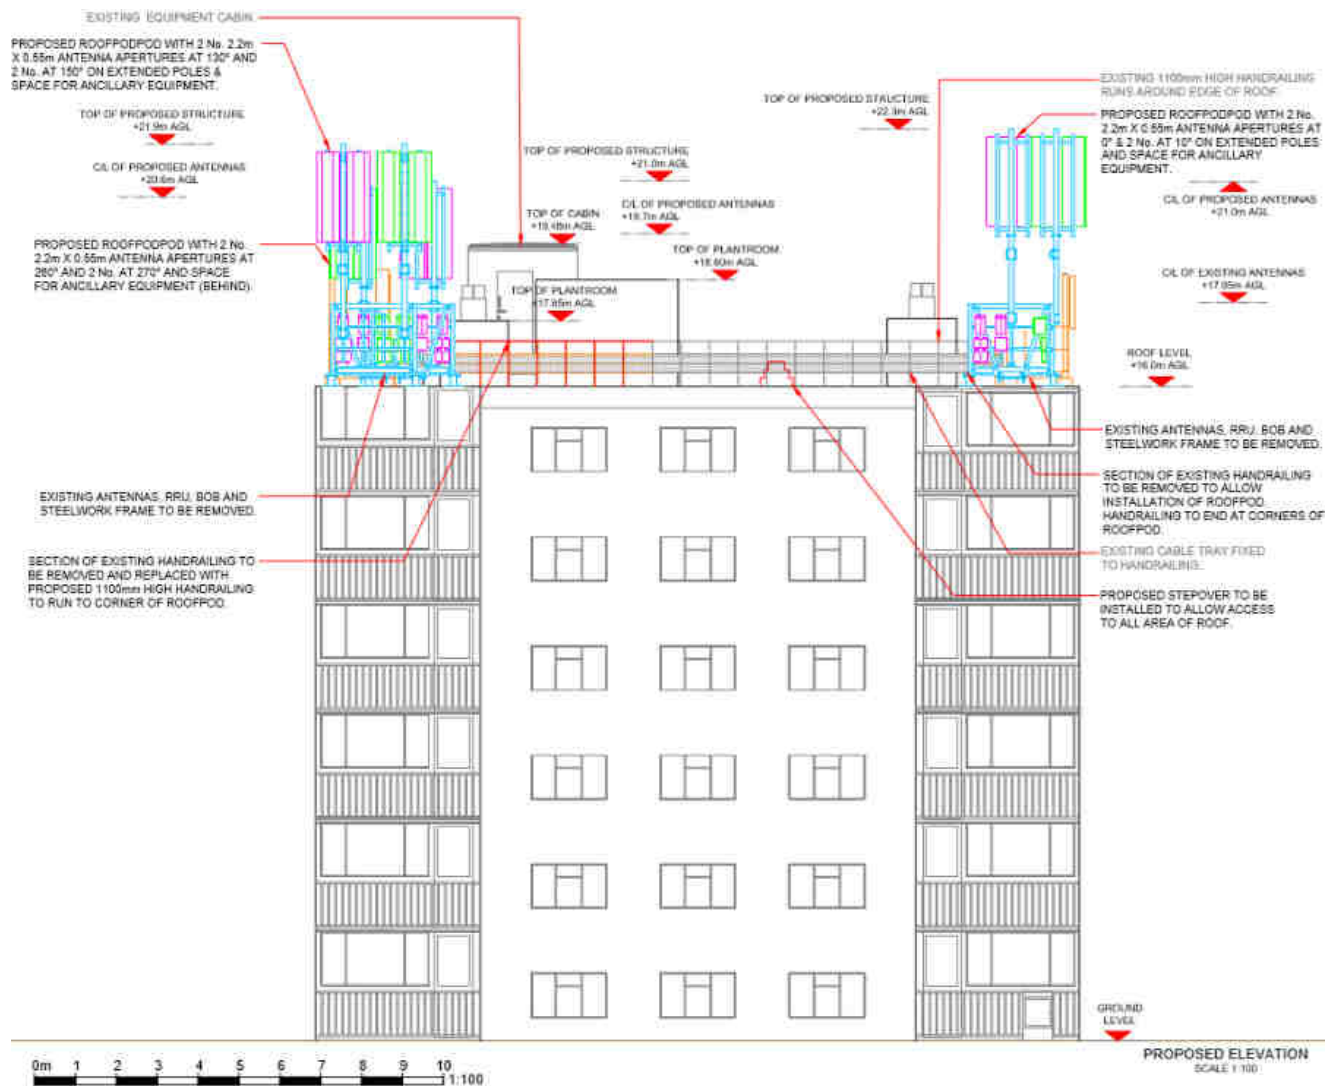 EXISTING EQUIPMENT CABIN
PROPOSED ROOFPODPOD WITH 2 No. 2.2m
X 0.55m ANTENNA APERTURES AT 130° AND
2 No. AT 150° ON EXTENDED POLES &
SPACE FOR ANCILLARY EQUIPMENT.
TOP OF PROPOSED STRUCTURE
+21.9m AGL
C/L OF PROPOSED ANTENNAS
+20.6m AGL
PROPOSED ROOFPODPOD WITH 2 No.
2.2m X 0.55m ANTENNA APERTURES AT
260° AND 2 No. AT 270° AND SPACE
FOR ANCILLARY EQUIPMENT (BEHIND).
EXISTING ANTENNAS, RRU, BOB AND
STEELWORK FRAME TO BE REMOVED.
SECTION OF EXISTING HANDRAILING TO
BE REMOVED AND REPLACED WITH
PROPOSED 1100mm HIGH HANDRAILING
TO RUN TO CORNER OF ROOFPOD.
TOP OF PROPOSED STRUCTURE
+21.0m AGL
TOP OF CABIN
+19.48m AGL
C/L OF PROPOSED ANTENNAS
+19.7m AGL
TOP OF PLANTROOM
+18.60m AGL
TOP OF PLANTROOM
+17.65m AGL
TOP OF PROPOSED STRUCTURE
+22.3m AGL
EXISTING 1100mm HIGH HANDRAILING
RUNS AROUND EDGE OF ROOF
PROPOSED ROOFPODPOD WITH 2 No.
2.2m X 0.55m ANTENNA APERTURES AT
0° & 2 No. AT 10° ON EXTENDED POLES
AND SPACE FOR ANCILLARY
EQUIPMENT.
C/L OF PROPOSED ANTENNAS
+21.0m AGL
C/L OF EXISTING ANTENNAS
ROOF LEVEL
+16.0m AGL
EXISTING ANTENNAS, RRU, BOB AND
STEELWORK FRAME TO BE REMOVED.
SECTION OF EXISTING HANDRAILING
TO BE REMOVED TO ALLOW
INSTALLATION OF ROOFPOD.
HANDRAILING TO END AT CORNERS OF
ROOFPOD.
EXISTING CABLE TRAY FIXED
TO HANDRAILING.
PROPOSED STEPOVER TO BE
INSTALLED TO ALLOW ACCESS
TO ALL AREA OF ROOF.
GROUND
LEVEL
0m 1 2 3 4 5 6 7 8 9 10
1:100
PROPOSED ELEVATION
SCALE 1:100